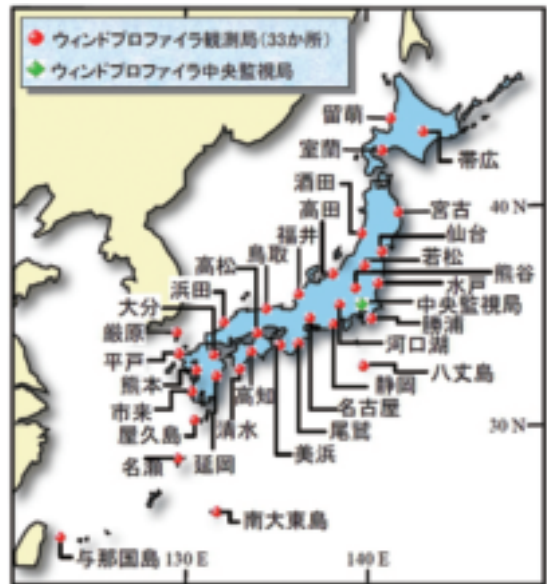 ウィンドプロファイラ観測局(33か所)
ウィンドプロファイラ中央監視局
留萌
室蘭
帯広
酒田
高田
福井
鳥取
高松
浜田
大分
厳原
平戸
熊本
市来
屋久島
名瀬
延岡
清水
高知
美浜
尾鷲
名古屋
静岡
河口湖
勝浦
中央監視局
水戸
熊谷
若松
仙台
宮古
八丈島
南大東島
与那国島
40 N
30 N
130 E
140 E